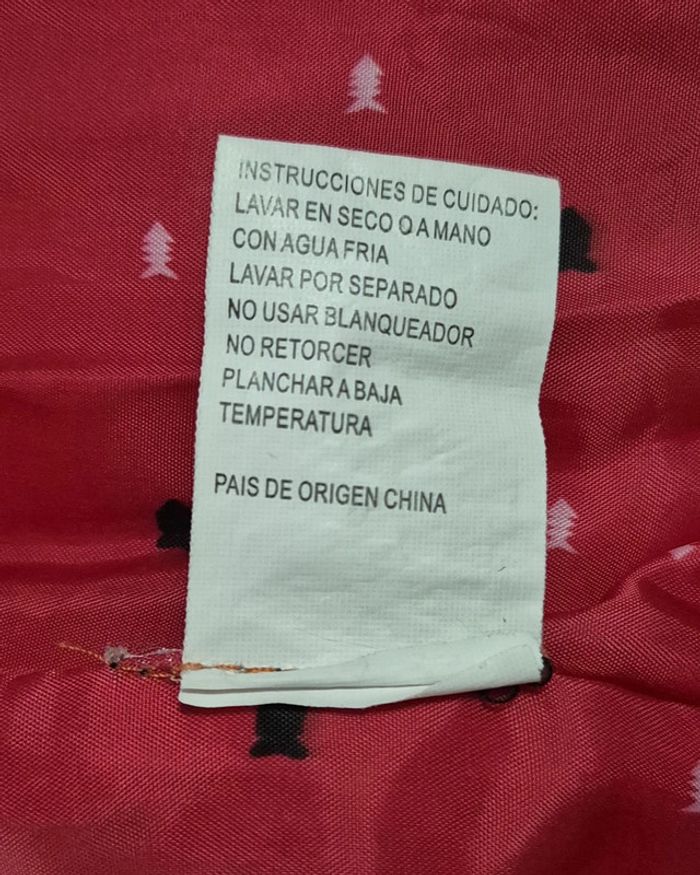 INSTRUCCIONES DE CUIDADO:
LAVAR EN SECO O A MANO
CON AGUA FRIA
LAVAR POR SEPARADO
NO USAR BLANQUEADOR
NO RETORCER
PLANCHAR A BAJA
TEMPERATURA
PAIS DE ORIGEN CHINA